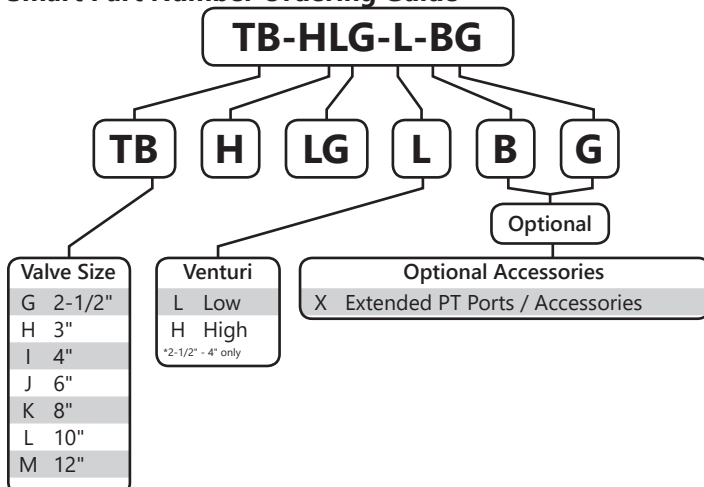 Smart Part Number Ordering Guide
TB-HLG-L-BG
TB H LG L B G
Optional
Valve Size
G 2-1/2"
H 3"
I 4"
J 6"
K 8"
L 10"
M 12"
Venturi
L Low
H High
*2-1/2" - 4" only
Optional Accessories
X Extended PT Ports / Accessories